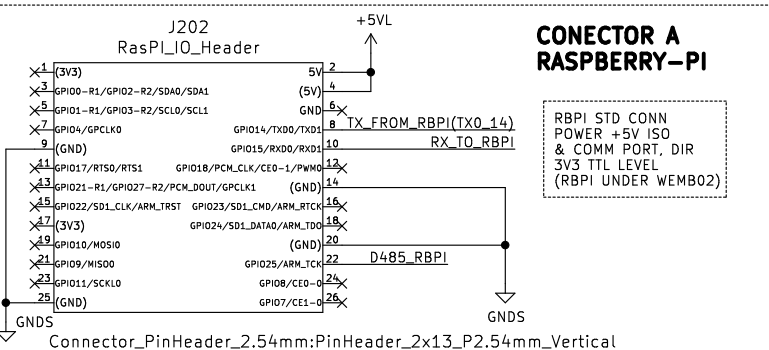 J202
RasPI_IO_Header
+5VL
CONECTOR A
RASPBERRY-PI
1 (3V3) 5V 2
3 GPIO0-R1/GPIO2-R2/SDA0/SDA1 (5V) 4
5 GPIO1-R1/GPIO3-R2/SCL0/SCL1 GND 6
7 GPIO4/GPCLK0 GPIO14/TXD0/TXD1 8 TX_FROM_RBPI(TX0_14)
9 (GND) GPIO15/RXD0/RXD1 10 RX_TO_RBPI
11 GPIO17/RTS0/RTS1 GPIO18/PCM_CLK/CE0-1/PWM0 12
13 GPIO21-R1/GPIO27-R2/PCM_DOUT/GPCLK1 (GND) 14
15 GPIO22/SD1_CLK/ARM_TRST GPIO23/SD1_CMD/ARM_RTCK 16
17 (3V3) GPIO24/SD1_DATA0/ARM_TDO 18
19 GPIO10/MOSI0 (GND) 20
21 GPIO9/MISO0 GPIO25/ARM_TCK 22 D485_RBPI
23 GPIO11/SCKL0 GPIO8/CE0-0 24
25 (GND) GPIO7/CE1-0 26
RBPI STD CONN
POWER +5V ISO
& COMM PORT, DIR
3V3 TTL LEVEL
(RBPI UNDER WEMB02)
GNDS
GNDS
Connector_PinHeader_2.54mm:PinHeader_2x13_P2.54mm_Vertical